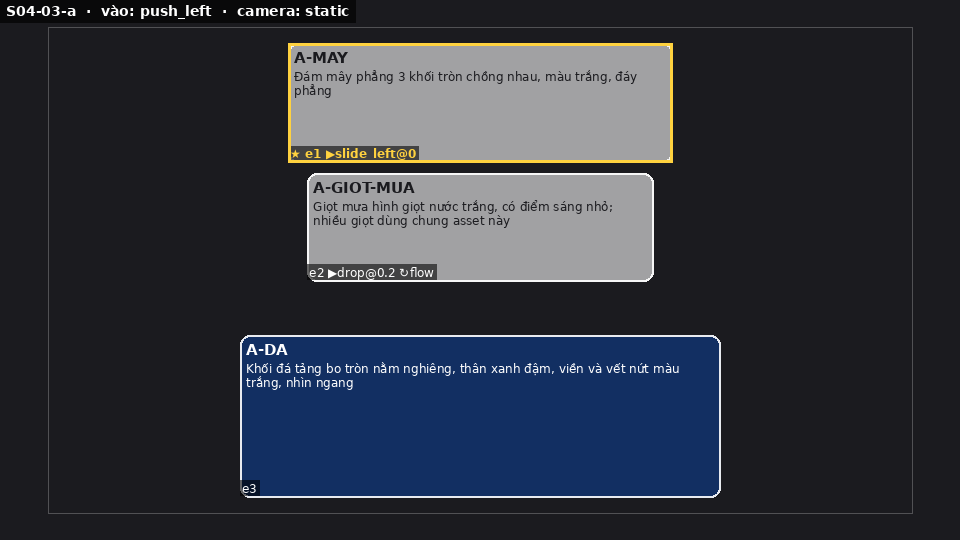 S04-03-a · vào: push_left · camera: static
A-MAY
Đám mây phẳng 3 khối tròn chồng nhau, màu trắng, đáy
phẳng
★ e1 ▶slide_left@0
A-GIOT-MUA
Giọt mưa hình giọt nước trắng, có điểm sáng nhỏ;
nhiều giọt dùng chung asset này
e2 ▶drop@0.2 ↻flow
A-DA
Khối đá tảng bo tròn nằm nghiêng, thân xanh đậm, viền và vết nứt màu
trắng, nhìn ngang
e3